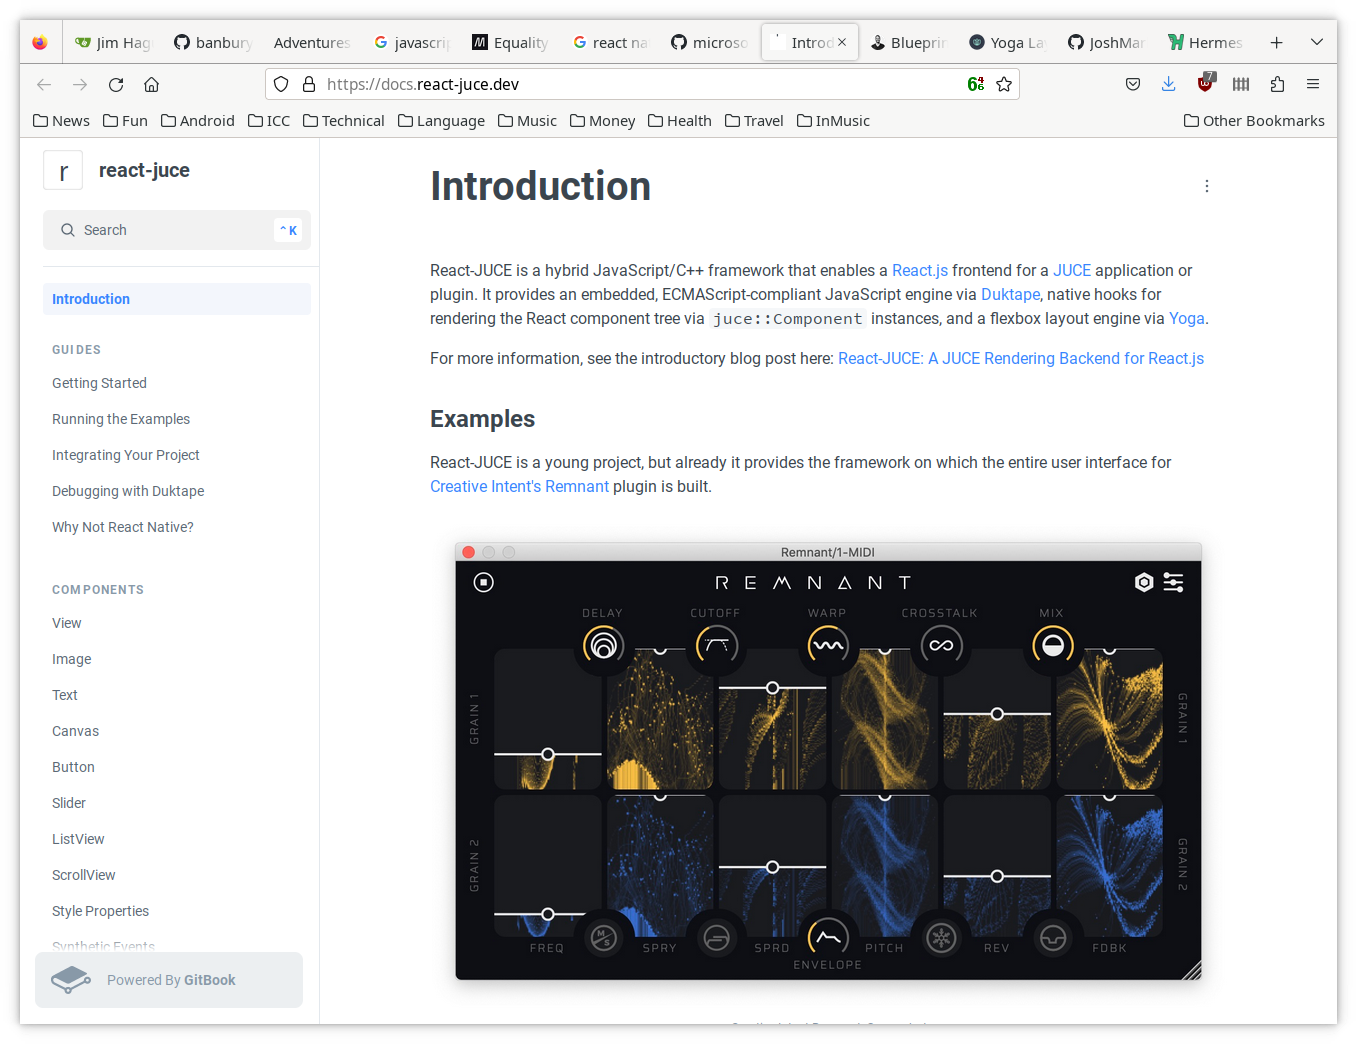 Jim Hag
banbury
Adventures
javascrip
Equality
react na
microso
Introd
Blueprin
Yoga La
JoshMar
Hermes
https://docs.react-juce.dev
7
News
Fun
Android
ICC
Technical
Language
Music
Money
Health
Travel
InMusic
Other Bookmarks
r
react-juce
Search
⌃K
Introduction
GUIDES
Getting Started
Running the Examples
Integrating Your Project
Debugging with Duktape
Why Not React Native?
COMPONENTS
View
Image
Text
Canvas
Button
Slider
ListView
ScrollView
Style Properties
Synthetic Events
Powered By GitBook
Introduction
React-JUCE is a hybrid JavaScript/C++ framework that enables a React.js frontend for a JUCE application or
plugin. It provides an embedded, ECMAScript-compliant JavaScript engine via Duktape, native hooks for
rendering the React component tree via juce::Component instances, and a flexbox layout engine via Yoga.
For more information, see the introductory blog post here: React-JUCE: A JUCE Rendering Backend for React.js
Examples
React-JUCE is a young project, but already it provides the framework on which the entire user interface for
Creative Intent's Remnant plugin is built.
Remnant/1-MIDI
REMNANT
DELAY
CUTOFF
WARP
CROSSTALK
MIX
GRAIN 1
GRAIN 1
GRAIN 2
GRAIN 2
M/S
FREQ
SPRY
SPRD
PITCH
REV
FDBK
ENVELOPE